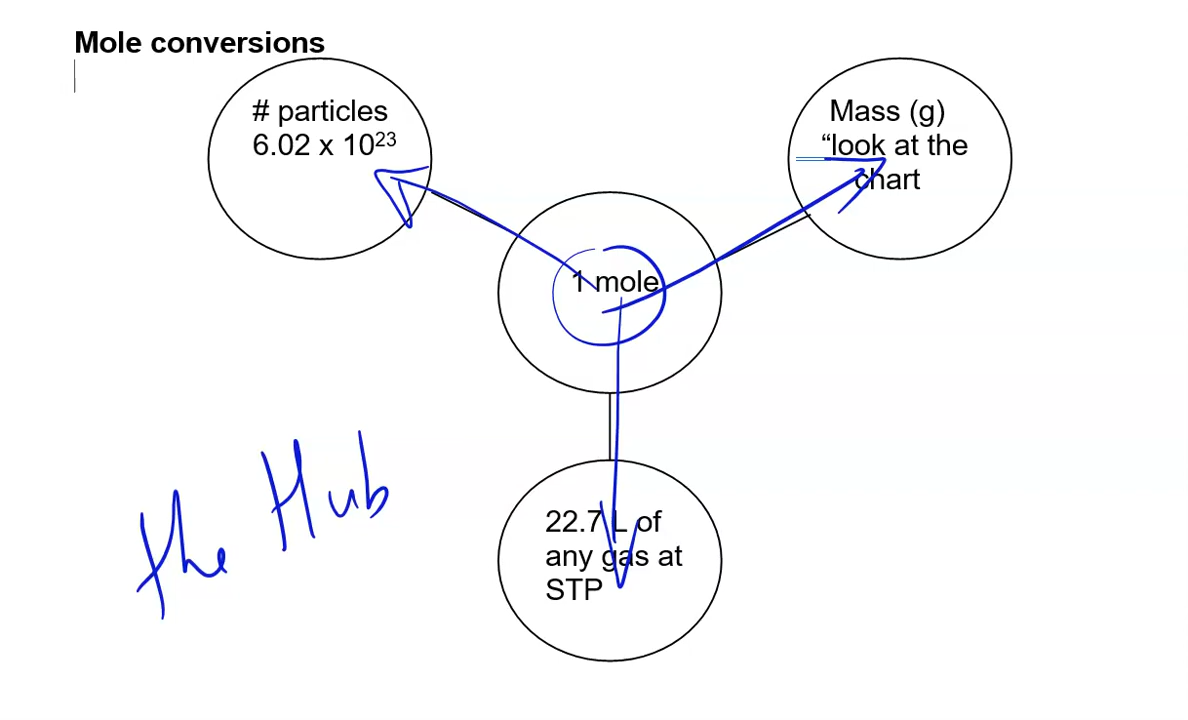 Mole conversions
# particles
6.02 x 10²³
Mass (g)
“look at the
chart
1 mole
22.7 L of
any gas at
STP
the Hub